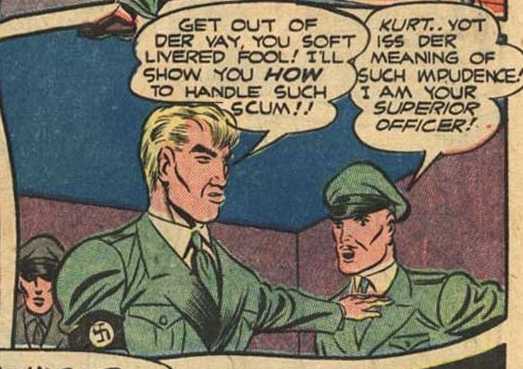 GET OUT OF
DER VAY, YOU SOFT
LIVERED FOOL! I'LL
SHOW YOU HOW
TO HANDLE SUCH
SCUM!!
KURT.. YOT
ISS DER
MEANING OF
SUCH IMPUDENCE!
I AM YOUR
SUPERIOR
OFFICER!